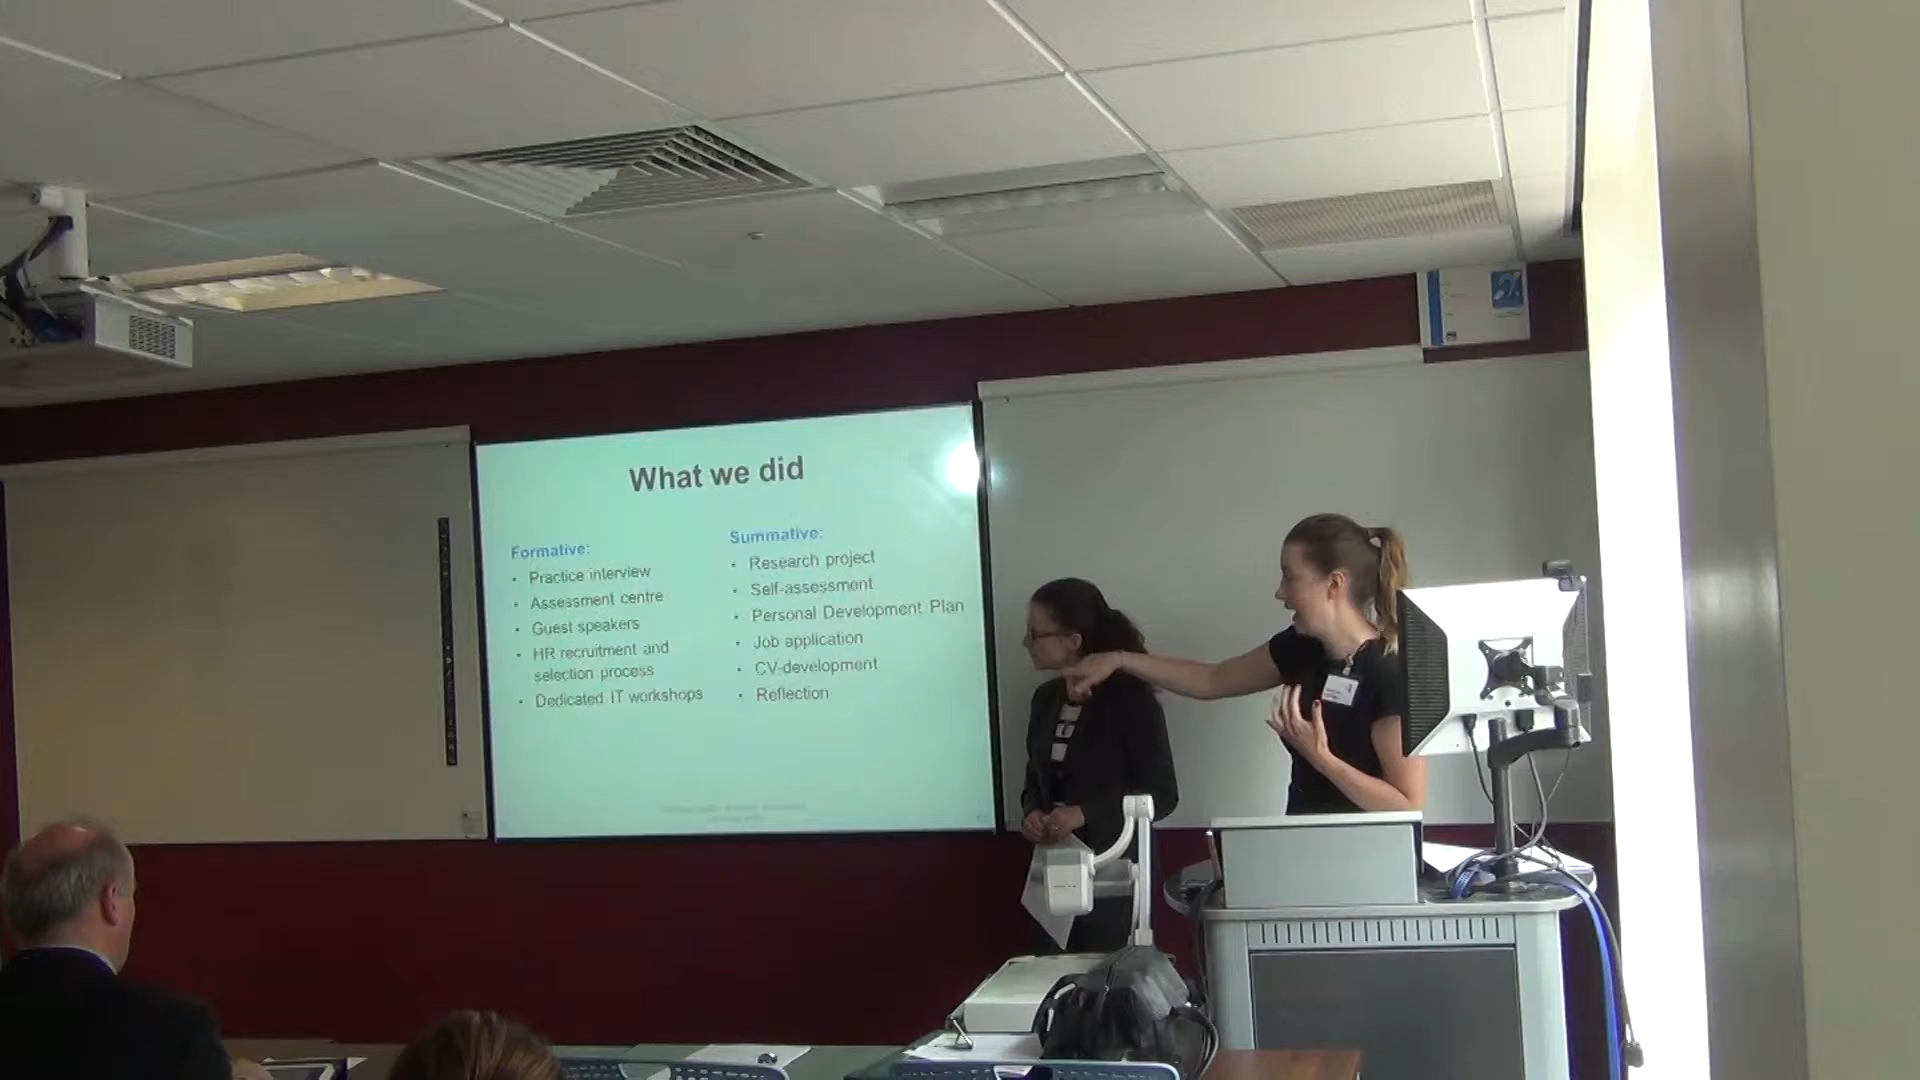 What we did
Formative:
• Practice interview
• Assessment centre
• Guest speakers
• HR recruitment and
selection process
• Dedicated IT workshops
Summative:
• Research project
• Self-assessment
• Personal Development Plan
• Job application
• CV-development
• Reflection